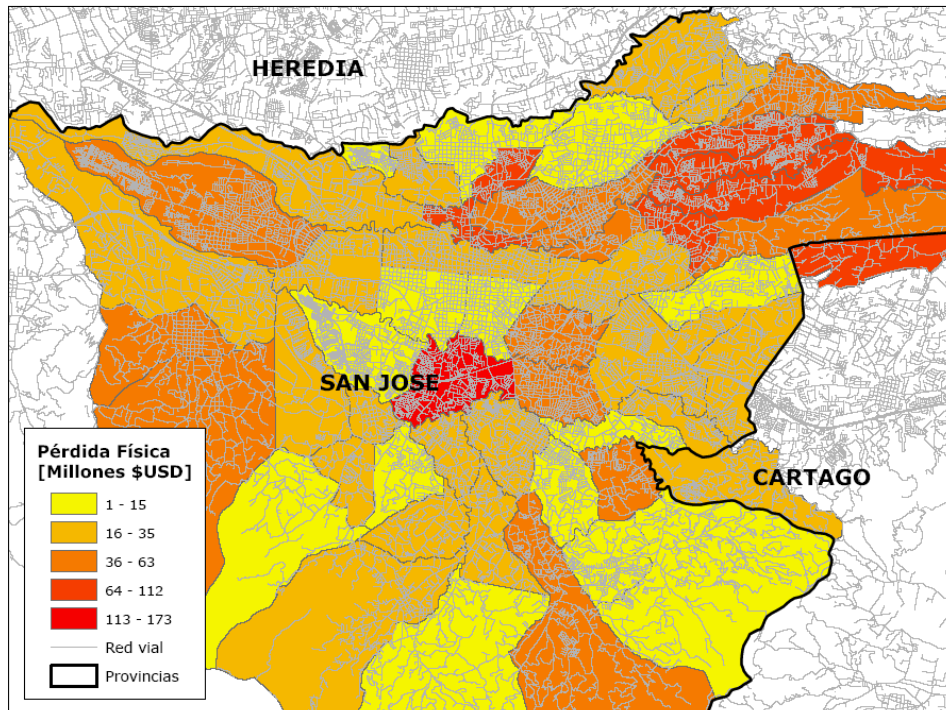 HEREDIA
SAN JOSE
CARTAGO
Pérdida Física
[Millones $USD]
1 - 15
16 - 35
36 - 63
64 - 112
113 - 173
Red vial
Provincias